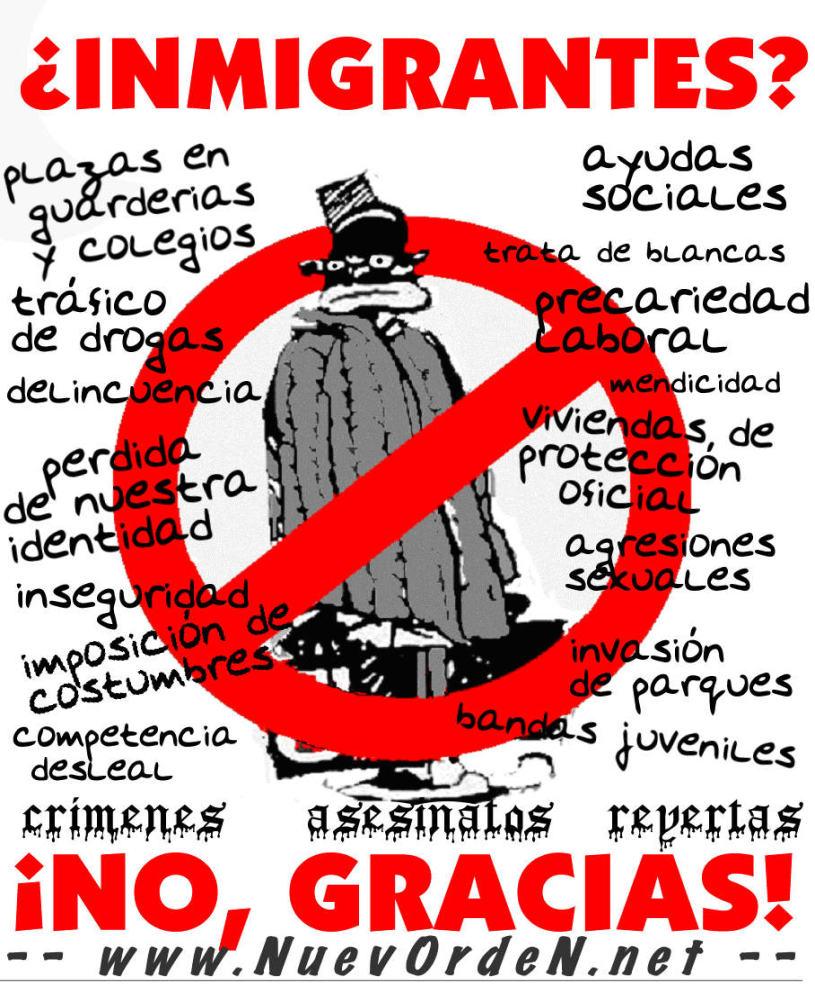 ¿INMIGRANTES?
plazas en
guarderias
y colegios
tráfico
de drogas
delincuencia
perdida
de nuestra
identidad
inseguridad
imposición de
costumbres
competencia
desleal
ayudas
sociales
trata de blancas
precariedad
laboral
mendicidad
viviendas, de
protección
oficial
agresiones
sexuales
invasión
de parques
bandas juveniles
crímenes asesinatos reyertas
¡NO, GRACIAS!
-- www.NuevOrdeN.net --